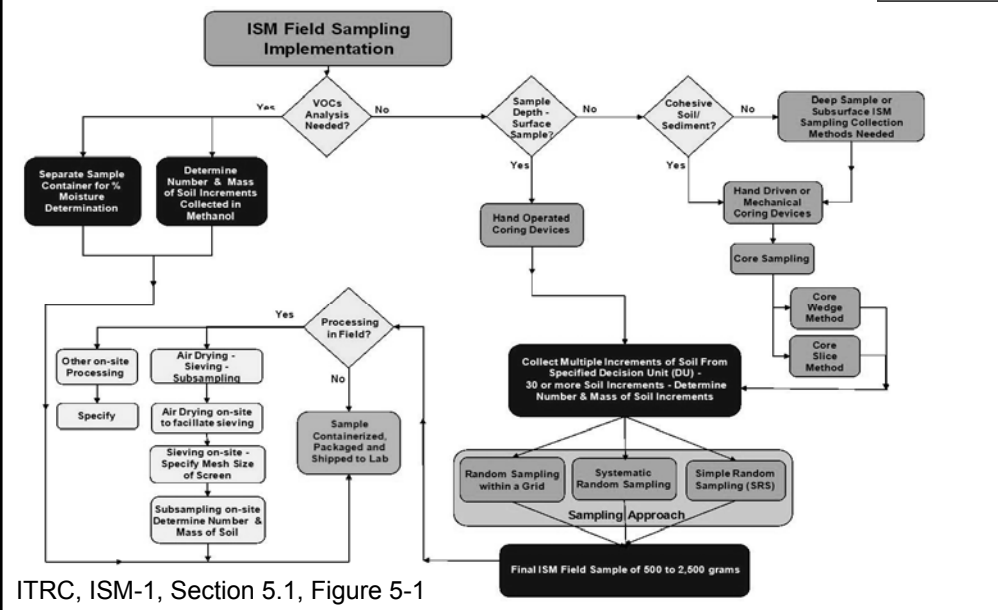 ISM Field Sampling
Implementation
VOCs
Analysis
Needed?
Yes
No
Sample
Depth -
Surface
Sample?
No
Yes
Cohesive
Soil/
Sediment?
No
Yes
Deep Sample or
Subsurface ISM
Sampling Collection
Methods Needed
Separate Sample
Container for %
Moisture
Determination
Determine
Number & Mass
of Soil Increments
Collected in
Methanol
Hand Operated
Coring Devices
Hand Driven or
Mechanical
Coring Devices
Core Sampling
Core
Wedge
Method
Core
Slice
Method
Processing
in Field?
Yes
No
Other on-site
Processing
Specify
Air Drying -
Sieving -
Subsampling
Air Drying on-site
to facillate sieving
Sieving on-site -
Specify Mesh Size
of Screen
Subsampling on-site
Determine Number &
Mass of Soil
Sample
Containerized,
Packaged and
Shipped to Lab
Collect Multiple Increments of Soil From
Specified Decision Unit (DU) -
30 or more Soil Increments - Determine
Number & Mass of Soil Increments
Random Sampling
within a Grid
Systematic
Random Sampling
Simple Random
Sampling (SRS)
Sampling Approach
Final ISM Field Sample of 500 to 2,500 grams
ITRC, ISM-1, Section 5.1, Figure 5-1